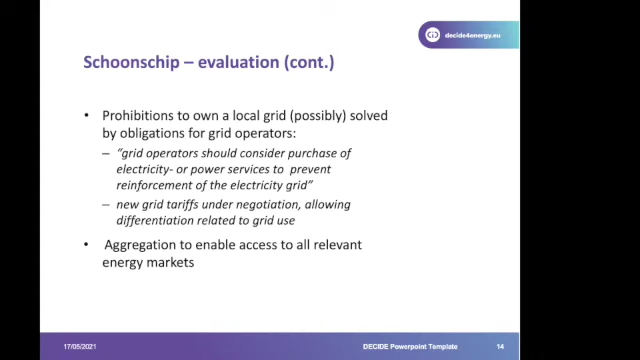 decide4energy.eu
Schoonschip – evaluation (cont.)
• Prohibitions to own a local grid (possibly) solved
by obligations for grid operators:
– "grid operators should consider purchase of
electricity- or power services to prevent
reinforcement of the electricity grid"
– new grid tariffs under negotiation, allowing
differentiation related to grid use
• Aggregation to enable access to all relevant
energy markets
17/05/2021
DECIDE Powerpoint Template
14